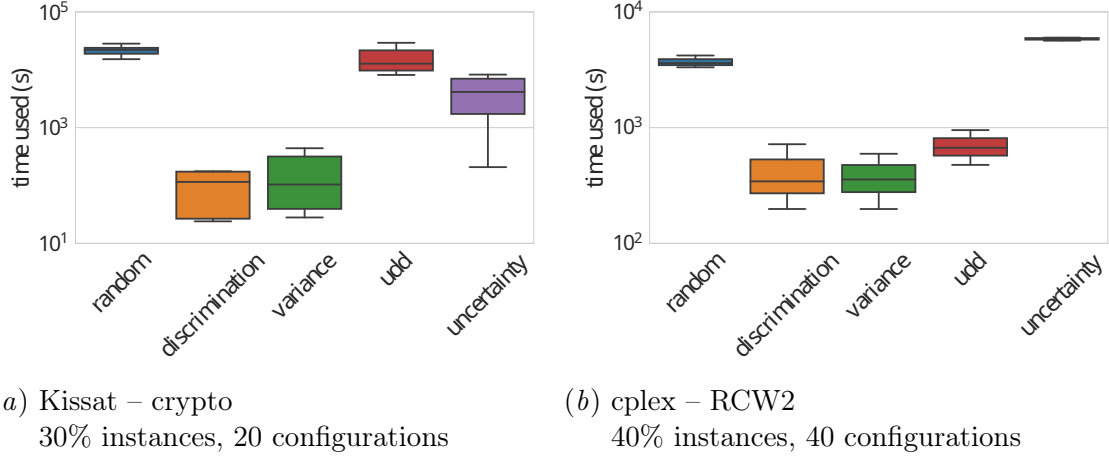 10^5
10^3
10^1
time used (s)
random
discrimination
variance
udd
uncertainty
10^4
10^3
10^2
time used (s)
random
discrimination
variance
udd
uncertainty
a) Kissat – crypto
30% instances, 20 configurations
(b) cplex – RCW2
40% instances, 40 configurations